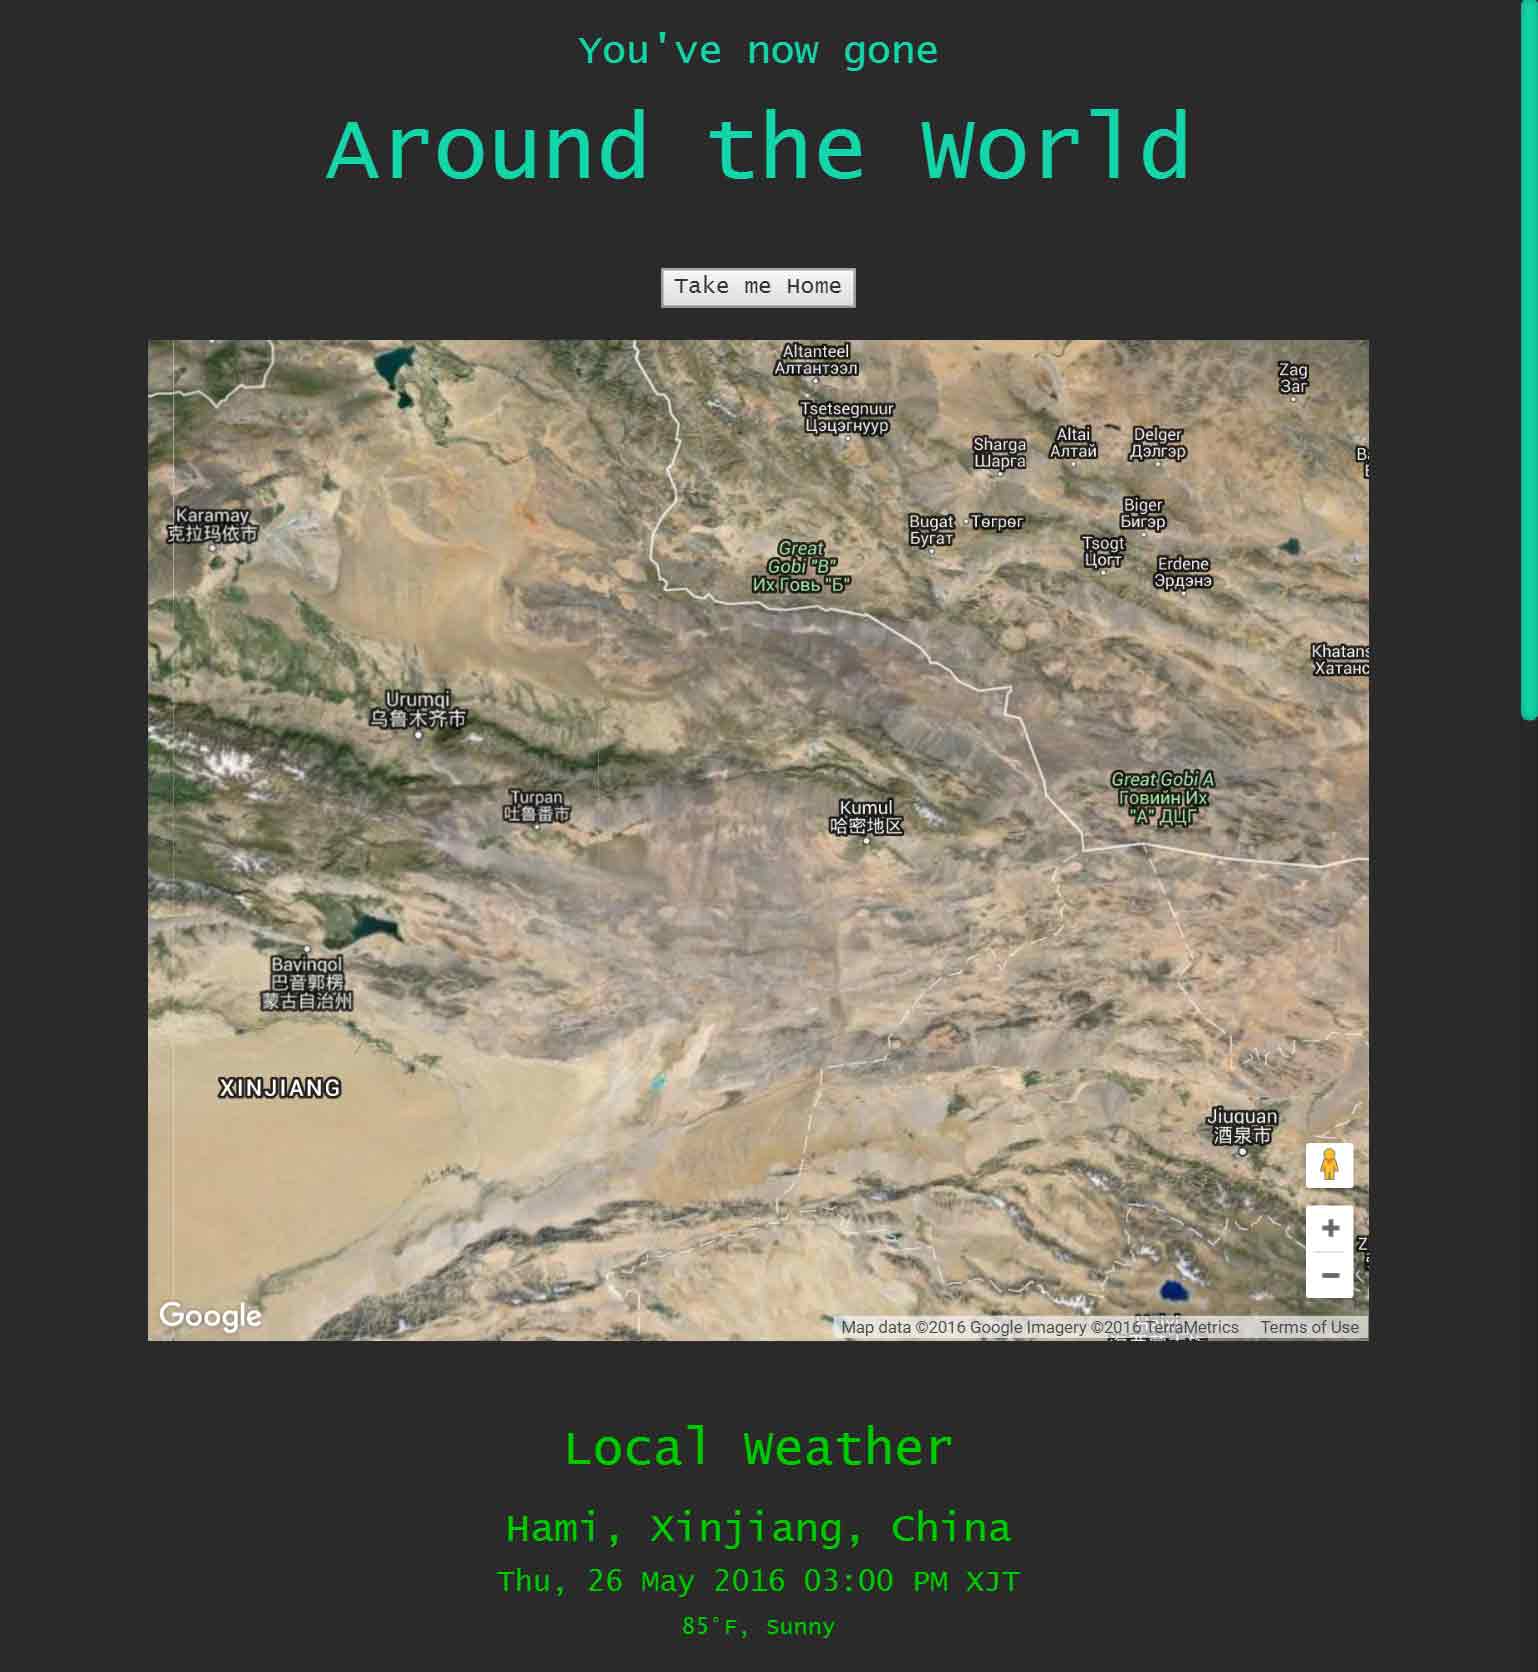 You've now gone
Around the World
Take me Home
Altanteel
Алтантээл
Zag
Заг
Tsetsegnuur
Цэцэгнуур
Altai
Алтай
Delger
Дэлгэр
Sharga
Шарга
Karamay
克拉玛依市
Biger
Бигэр
Bugat
Бугат
Төгрөг
Great
Gobi "B"
Их Говь "Б"
Tsogt
Цогт
Erdene
Эрдэнэ
Khatans
Хатанс
Urumqi
乌鲁木齐市
Great Gobi A
Говийн Их
"А" ДЦГ
Turpan
吐鲁番市
Kumul
哈密地区
Bayingol
巴音郭楞
蒙古自治州
XINJIANG
Jiuquan
酒泉市
Google
Map data ©2016 Google Imagery ©2016 TerraMetrics
Terms of Use
Local Weather
Hami, Xinjiang, China
Thu, 26 May 2016 03:00 PM XJT
85°F, Sunny